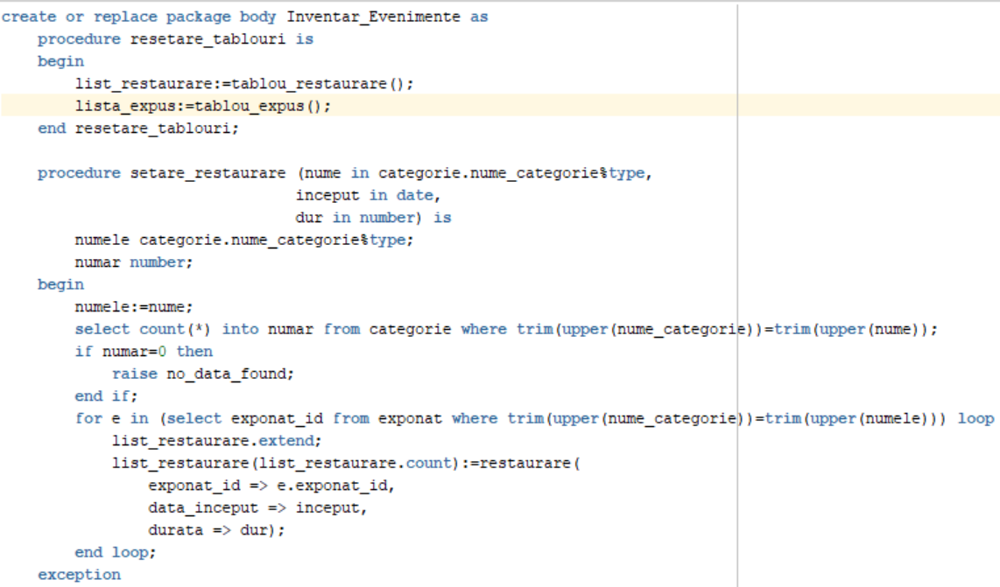 create or replace package body Inventar_Evenimente as
    procedure resetare_tablouri is
    begin
        list_restaurare:=tablou_restaurare();
        lista_expus:=tablou_expus();
    end resetare_tablouri;

    procedure setare_restaurare (nume in categorie.nume_categorie%type,
                                inceput in date,
                                dur in number) is
        numele categorie.nume_categorie%type;
        numar number;
    begin
        numele:=nume;
        select count(*) into numar from categorie where trim(upper(nume_categorie))=trim(upper(nume));
        if numar=0 then
            raise no_data_found;
        end if;
        for e in (select exponat_id from exponat where trim(upper(nume_categorie))=trim(upper(numele))) loop
            list_restaurare.extend;
            list_restaurare(list_restaurare.count):=restaurare(
                exponat_id => e.exponat_id,
                data_inceput => inceput,
                durata => dur);
        end loop;
    exception